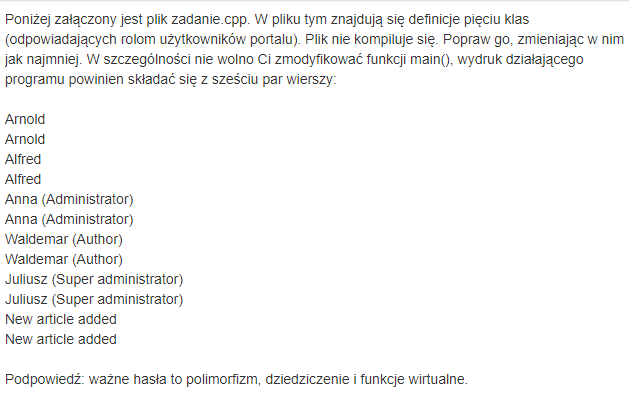 Poniżej załączony jest plik zadanie.cpp. W pliku tym znajdują się definicje pięciu klas
(odpowiadających rolom użytkowników portalu). Plik nie kompiluje się. Popraw go, zmieniając w nim
jak najmniej. W szczególności nie wolno Ci zmodyfikować funkcji main(), wydruk działającego
programu powinien składać się z sześciu par wierszy:
Arnold
Arnold
Alfred
Alfred
Anna (Administrator)
Anna (Administrator)
Waldemar (Author)
Waldemar (Author)
Juliusz (Super administrator)
Juliusz (Super administrator)
New article added
New article added
Podpowiedź: ważne hasła to polimorfizm, dziedziczenie i funkcje wirtualne.